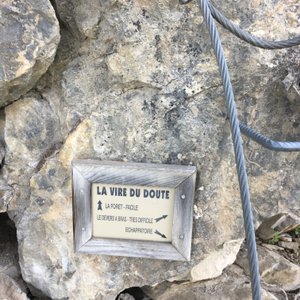 LA VIRE DU DOUTE
LA FORET - FACILE
LE DEVERS A BRAS - TRES DIFFICILE
ECHAPPATOIRE